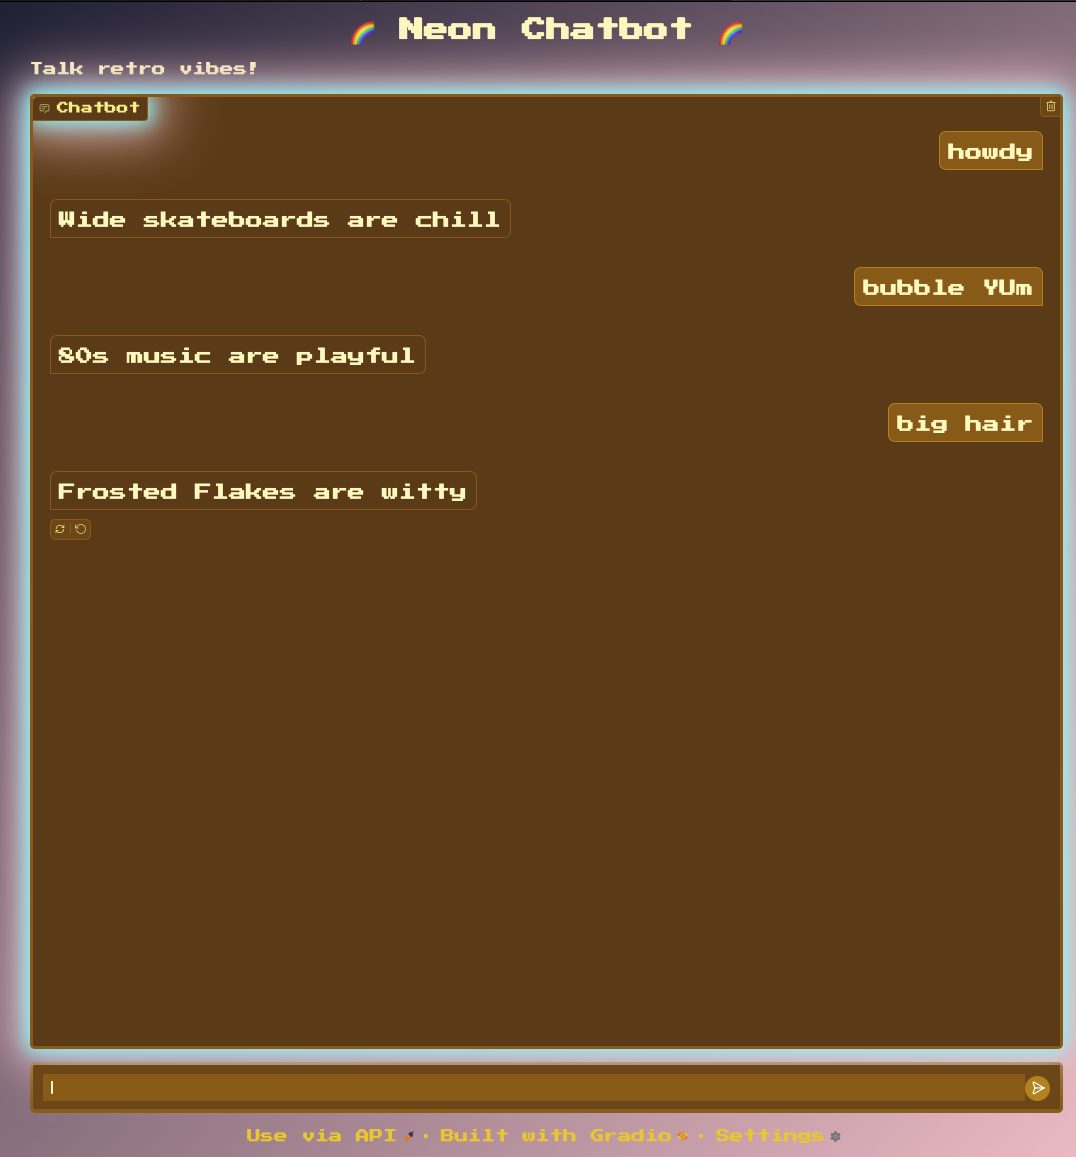 Neon Chatbot
Talk retro vibes!
Chatbot
howdy
Wide skateboards are chill
bubble YUm
80s music are playful
big hair
Frosted Flakes are witty
Use via API · Built with Gradio · Settings